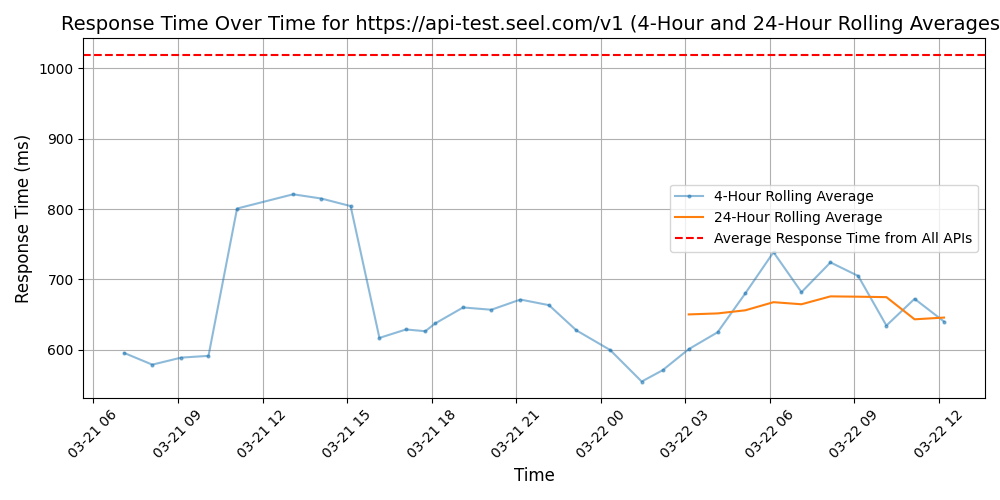 Response Time Over Time for https://api-test.seel.com/v1 (4-Hour and 24-Hour Rolling Averages
Response Time (ms)
1000
900
800
700
600
4-Hour Rolling Average
24-Hour Rolling Average
Average Response Time from All APIs
03-21 06
03-21 09
03-21 12
03-21 15
03-21 18
03-21 21
03-22 00
03-22 03
03-22 06
03-22 09
03-22 12
Time